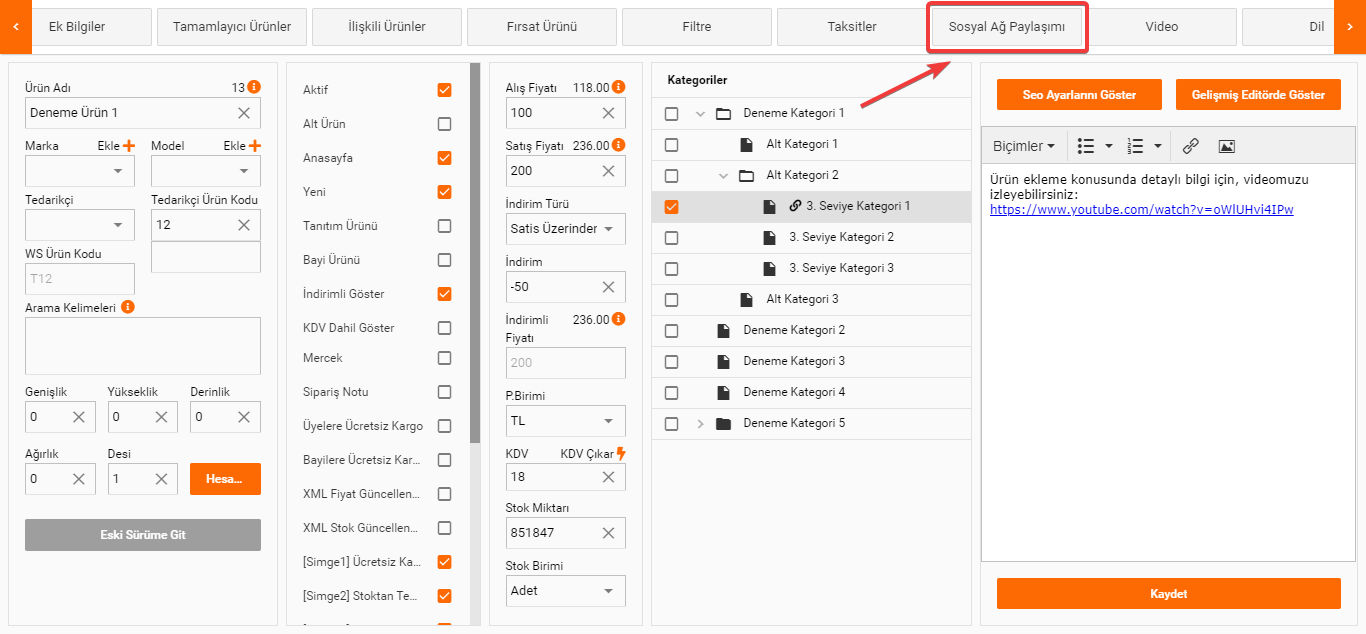 Ek Bilgiler
Tamamlayıcı Ürünler
İlişkili Ürünler
Fırsat Ürünü
Filtre
Taksitler
Sosyal Ağ Paylaşımı
Video
Dil
Ürün Adı 13
Deneme Ürün 1
Marka Ekle
Model Ekle
Tedarikçi
Tedarikçi Ürün Kodu
12
WS Ürün Kodu
T12
Arama Kelimeleri
Genişlik
Yükseklik
Derinlik
0
0
0
Ağırlık
Desi
0
1
Hesa...
Eski Sürüme Git
Aktif
Alt Ürün
Anasayfa
Yeni
Tanıtım Ürünü
Bayi Ürünü
İndirimli Göster
KDV Dahil Göster
Mercek
Sipariş Notu
Üyelere Ücretsiz Kargo
Bayilere Ücretsiz Kar...
XML Fiyat Güncellen...
XML Stok Güncellen...
[Simge1] Ücretsiz Ka...
[Simge2] Stoktan Te...
Alış Fiyatı 118.00
100
Satış Fiyatı 236.00
200
İndirim Türü
Satis Üzerinder
İndirim
-50
İndirimli 236.00
Fiyatı
200
P.Birimi
TL
KDV KDV Çıkar
18
Stok Miktarı
851847
Stok Birimi
Adet
Kategoriler
Deneme Kategori 1
Alt Kategori 1
Alt Kategori 2
3. Seviye Kategori 1
3. Seviye Kategori 2
3. Seviye Kategori 3
Alt Kategori 3
Deneme Kategori 2
Deneme Kategori 3
Deneme Kategori 4
Deneme Kategori 5
Seo Ayarlarını Göster
Gelişmiş Editörde Göster
Biçimler
Ürün ekleme konusunda detaylı bilgi için, videomuzu
izleyebilirsiniz:
https://www.youtube.com/watch?v=oWlUHvi4IPw
Kaydet